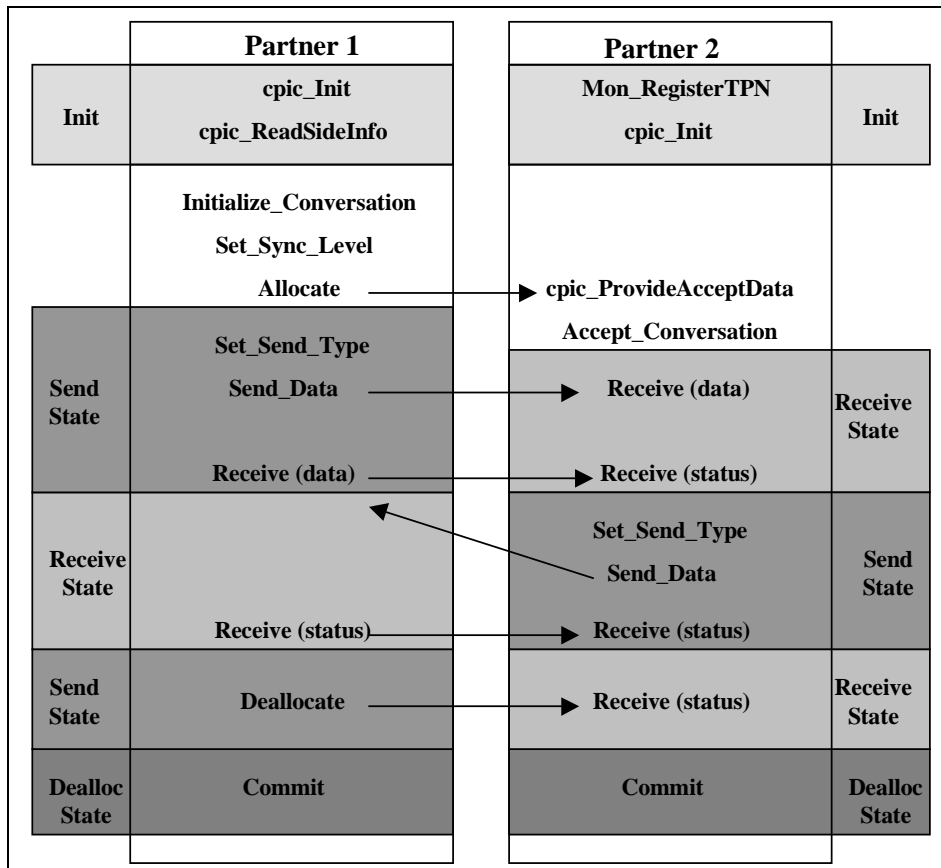 Partner 1
Partner 2
Init
cpic_Init
cpic_ReadSideInfo
Mon_RegisterTPN
cpic_Init
Init
Initialize_Conversation
Set_Sync_Level
Allocate
cpic_ProvideAcceptData
Accept_Conversation
Send
State
Set_Send_Type
Send_Data
Receive (data)
Receive (data)
Receive (status)
Receive
State
Receive
State
Receive (status)
Set_Send_Type
Send_Data
Receive (status)
Send
State
Send
State
Deallocate
Receive (status)
Receive
State
Dealloc
State
Commit
Commit
Dealloc
State